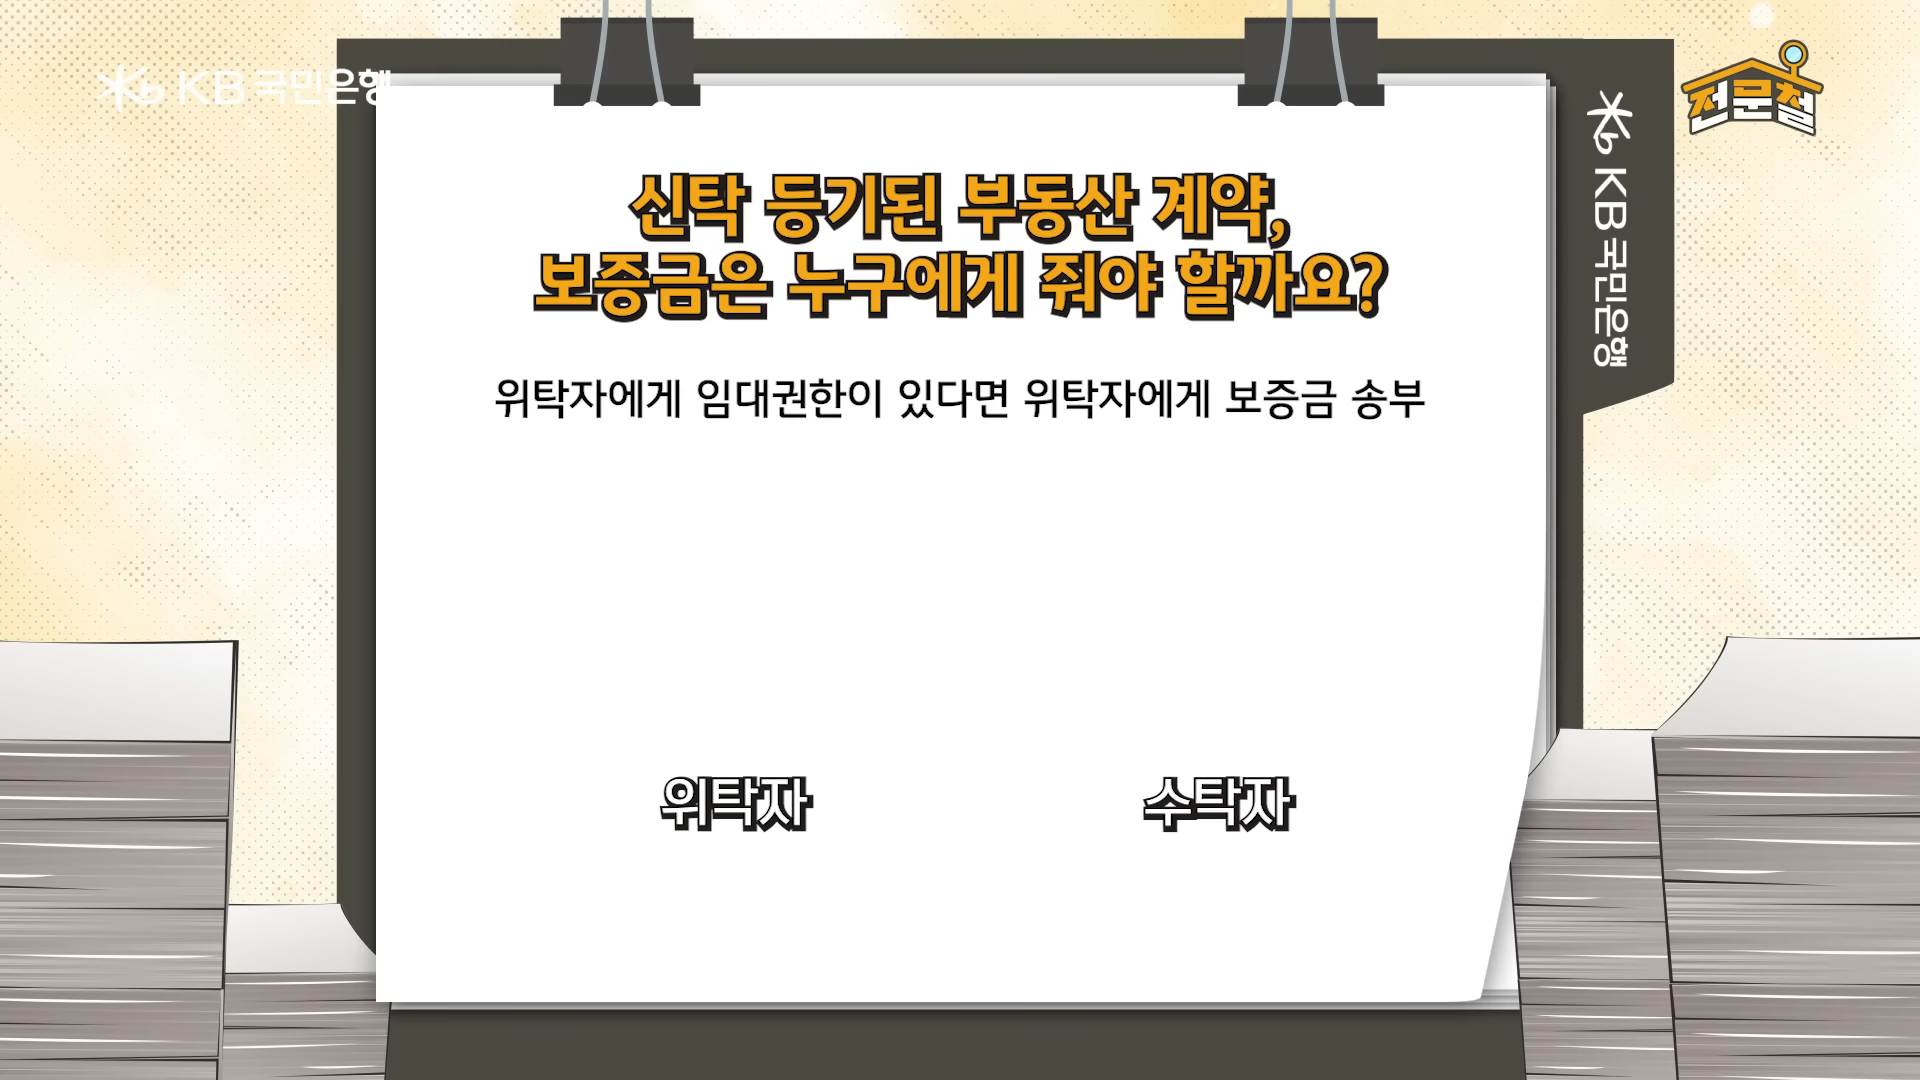 KB국민은행
전문철
KB국민은행
신탁 등기된 부동산 계약,
보증금은 누구에게 줘야 할까요?
위탁자에게 임대권한이 있다면 위탁자에게 보증금 송부
위탁자
수탁자